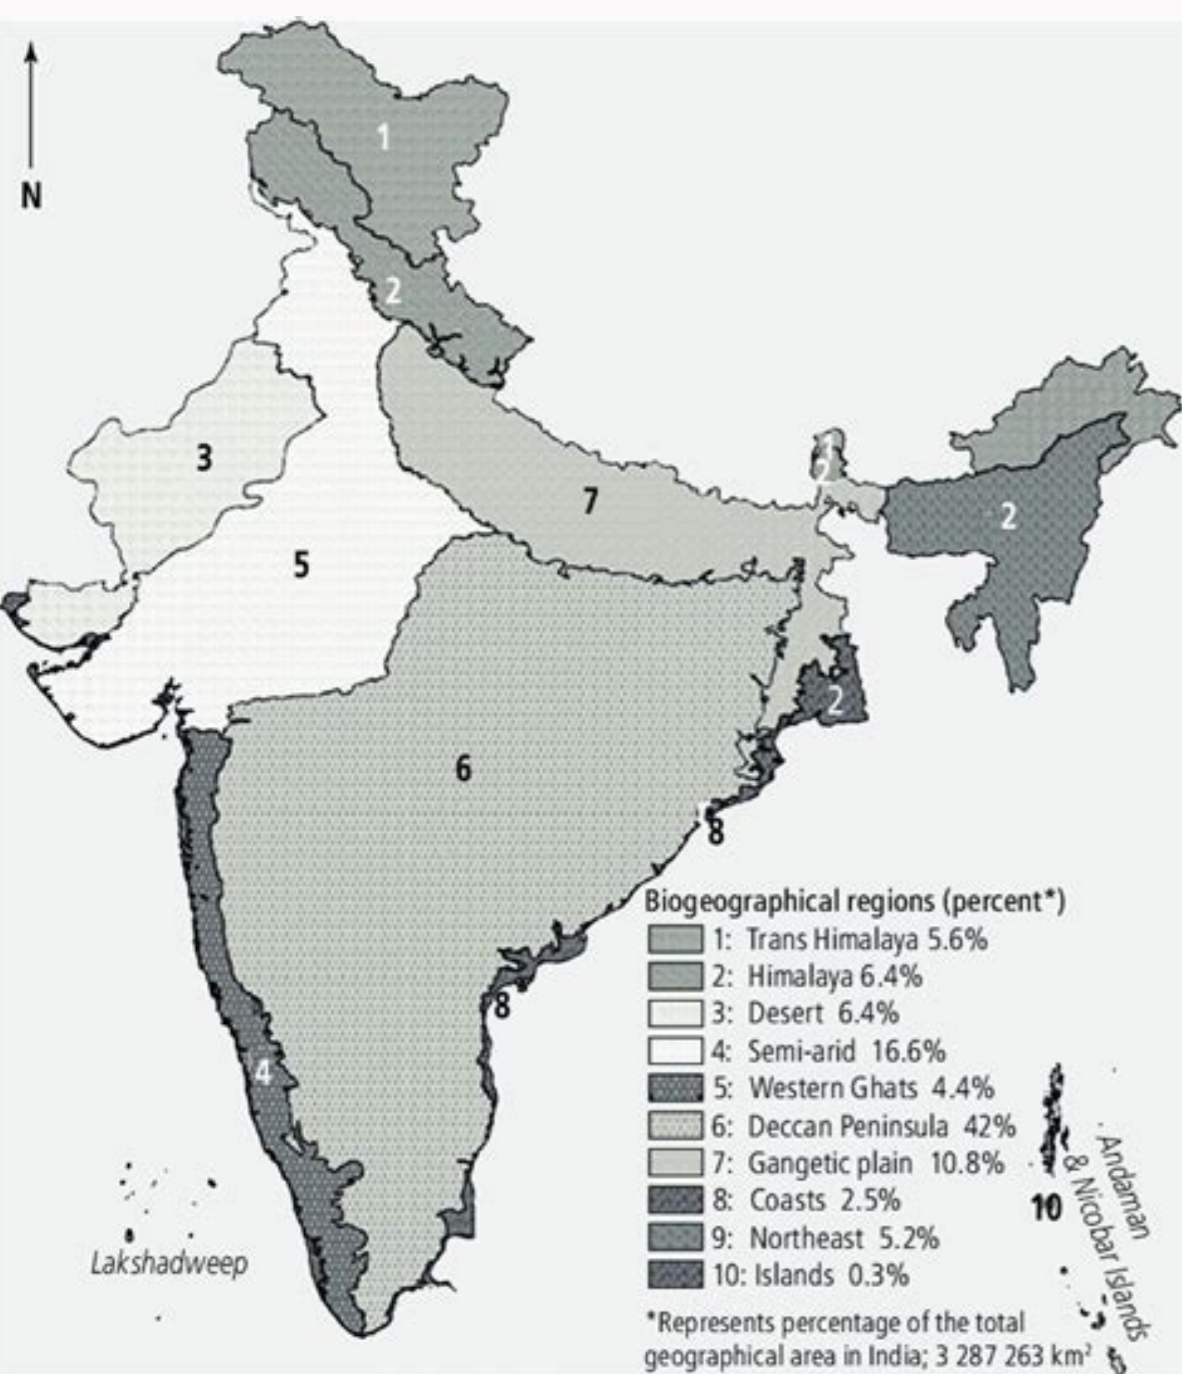 N
1
2
3
1
2
7
2
5
2
6
8
8
4
Biogeographical regions (percent*)
1: Trans Himalaya 5.6%
2: Himalaya 6.4%
3: Desert 6.4%
4: Semi-arid 16.6%
5: Western Ghats 4.4%
6: Deccan Peninsula 42%
7: Gangetic plain 10.8%
8: Coasts 2.5%
9: Northeast 5.2%
10: Islands 0.3%
*Represents percentage of the total
geographical area in India; 3 287 263 km²
Lakshadweep
10
Andaman
& Nicobar Islands